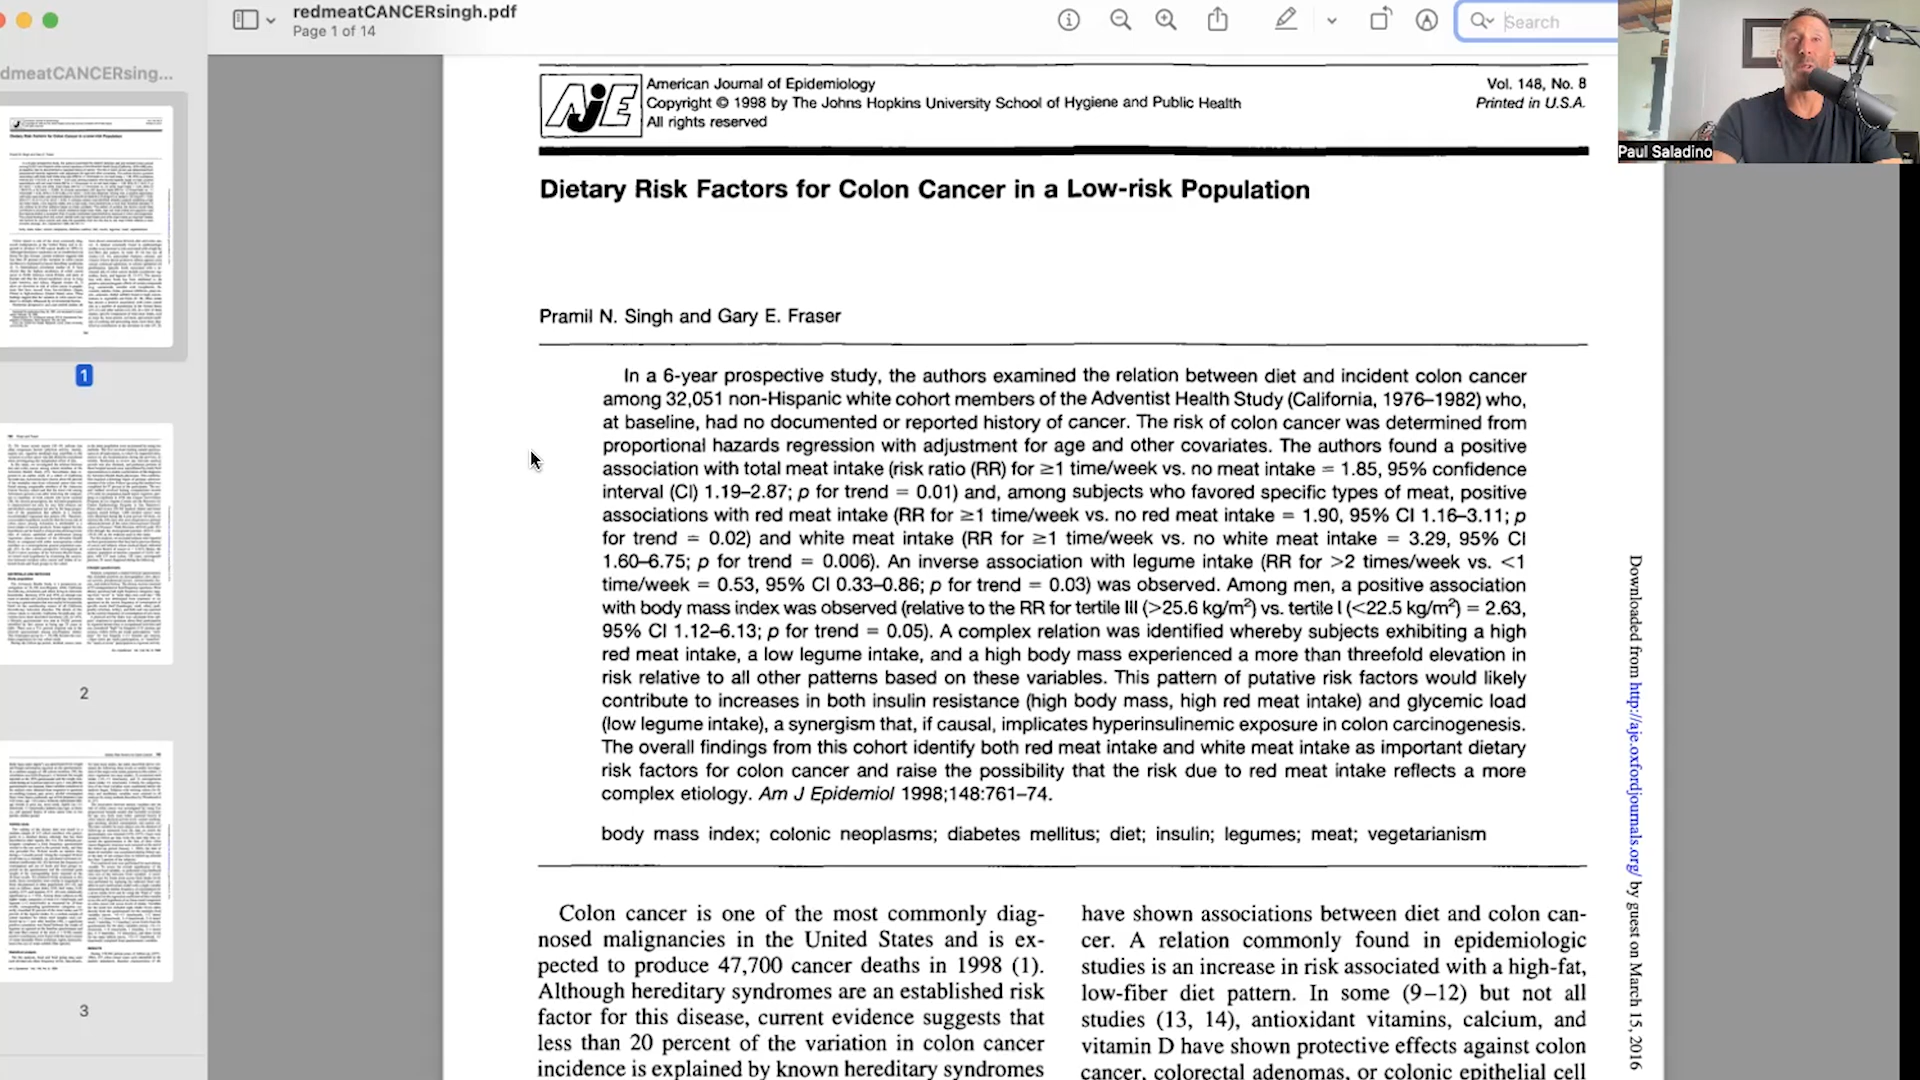 redmeatCANCERsingh.pdf
Page 1 of 14
Search
dmeatCANCERsing...
Paul Saladino
AJE
American Journal of Epidemiology
Copyright © 1998 by The Johns Hopkins University School of Hygiene and Public Health
All rights reserved
Vol. 148, No. 8
Printed in U.S.A.
Dietary Risk Factors for Colon Cancer in a Low-risk Population
Pramil N. Singh and Gary E. Fraser
In a 6-year prospective study, the authors examined the relation between diet and incident colon cancer
among 32,051 non-Hispanic white cohort members of the Adventist Health Study (California, 1976–1982) who,
at baseline, had no documented or reported history of cancer. The risk of colon cancer was determined from
proportional hazards regression with adjustment for age and other covariates. The authors found a positive
association with total meat intake (risk ratio (RR) for ≥1 time/week vs. no meat intake = 1.85, 95% confidence
interval (CI) 1.19–2.87; p for trend = 0.01) and, among subjects who favored specific types of meat, positive
associations with red meat intake (RR for ≥1 time/week vs. no red meat intake = 1.90, 95% CI 1.16–3.11; p
for trend = 0.02) and white meat intake (RR for ≥1 time/week vs. no white meat intake = 3.29, 95% CI
1.60–6.75; p for trend = 0.006). An inverse association with legume intake (RR for >2 times/week vs. <1
time/week = 0.53, 95% CI 0.33–0.86; p for trend = 0.03) was observed. Among men, a positive association
with body mass index was observed (relative to the RR for tertile III (>25.6 kg/m²) vs. tertile I (<22.5 kg/m²) = 2.63,
95% CI 1.12–6.13; p for trend = 0.05). A complex relation was identified whereby subjects exhibiting a high
red meat intake, a low legume intake, and a high body mass experienced a more than threefold elevation in
risk relative to all other patterns based on these variables. This pattern of putative risk factors would likely
contribute to increases in both insulin resistance (high body mass, high red meat intake) and glycemic load
(low legume intake), a synergism that, if causal, implicates hyperinsulinemic exposure in colon carcinogenesis.
The overall findings from this cohort identify both red meat intake and white meat intake as important dietary
risk factors for colon cancer and raise the possibility that the risk due to red meat intake reflects a more
complex etiology. Am J Epidemiol 1998;148:761–74.
body mass index; colonic neoplasms; diabetes mellitus; diet; insulin; legumes; meat; vegetarianism
Colon cancer is one of the most commonly diag-
nosed malignancies in the United States and is ex-
pected to produce 47,700 cancer deaths in 1998 (1).
Although hereditary syndromes are an established risk
factor for this disease, current evidence suggests that
less than 20 percent of the variation in colon cancer
incidence is explained by known hereditary syndromes
have shown associations between diet and colon can-
cer. A relation commonly found in epidemiologic
studies is an increase in risk associated with a high-fat,
low-fiber diet pattern. In some (9–12) but not all
studies (13, 14), antioxidant vitamins, calcium, and
vitamin D have shown protective effects against colon
cancer, colorectal adenomas, or colonic epithelial cell
Downloaded from http://aje.oxfordjournals.org/ by guest on March 15, 2016
1
2
3